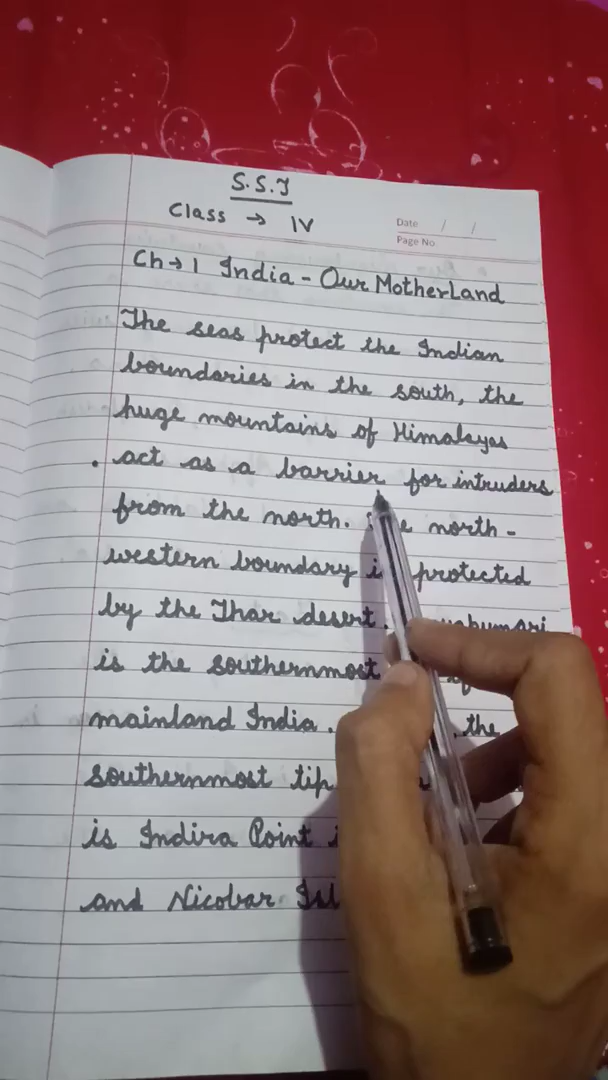 S.S.T
Class → IV
Date / /
Page No
Ch → 1 India - Our MotherLand
The seas protect the Indian
boundaries in the south, the
huge mountains of Himalayas
act as a barrier for intruders
from the north. north-
western boundary is protected
by the Thar desert.
is the southernmost
mainland India. the
southernmost tip
is Indira Point
and Nicobar